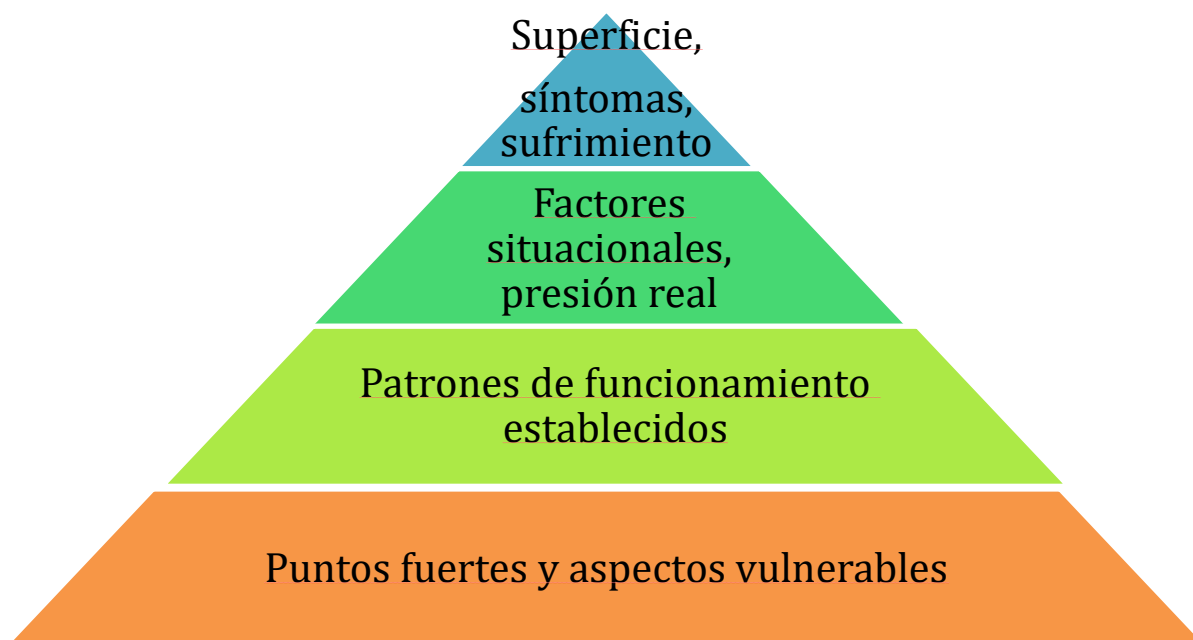 Superficie,
síntomas,
sufrimiento
Factores
situacionales,
presión real
Patrones de funcionamiento
establecidos
Puntos fuertes y aspectos vulnerables